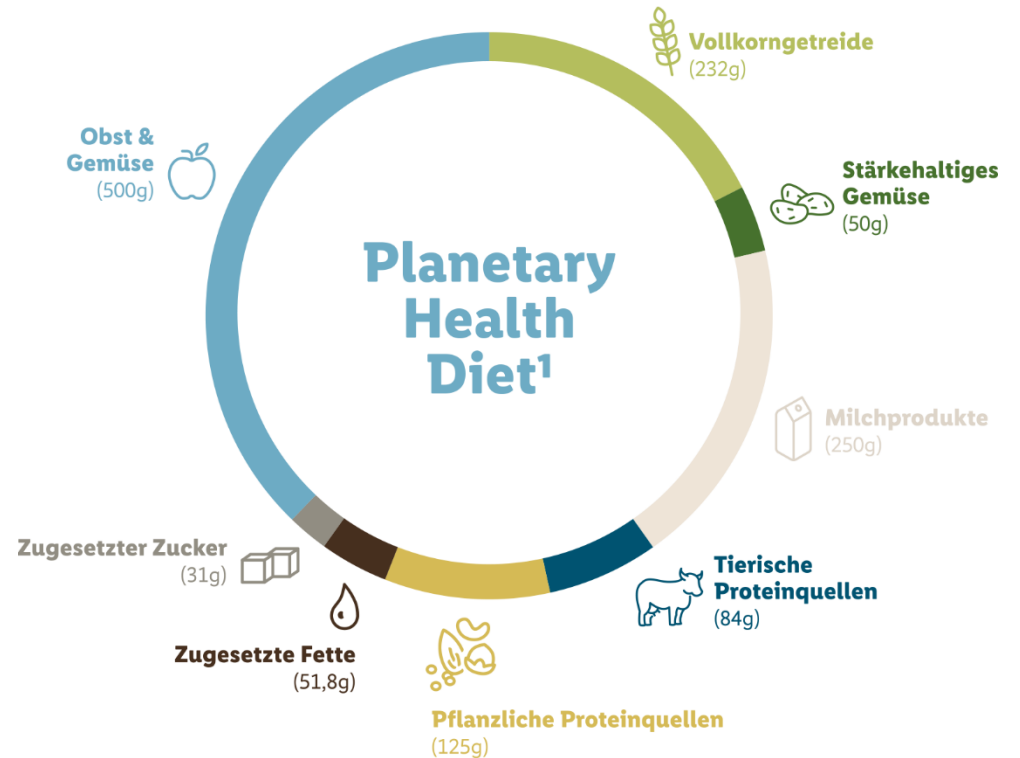 Vollkorngetreide
(232g)
Obst &
Gemüse
(500g)
Stärkehaltiges
Gemüse
(50g)
Planetary
Health
Diet¹
Milchprodukte
(250g)
Zugesetzter Zucker
(31g)
Tierische
Proteinquellen
(84g)
Zugesetzte Fette
(51,8g)
Pflanzliche Proteinquellen
(125g)